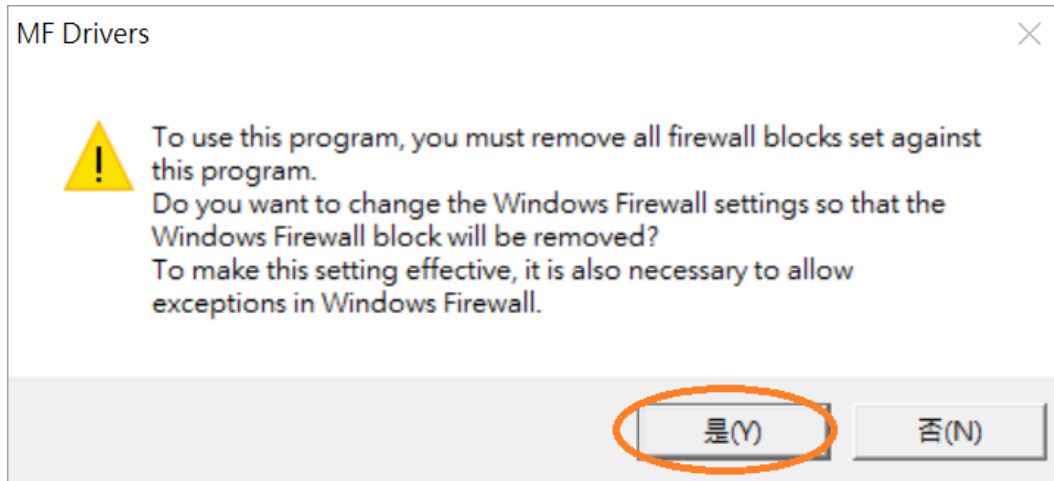 MF Drivers
To use this program, you must remove all firewall blocks set against
this program.
Do you want to change the Windows Firewall settings so that the
Windows Firewall block will be removed?
To make this setting effective, it is also necessary to allow
exceptions in Windows Firewall.
是(Y)
否(N)